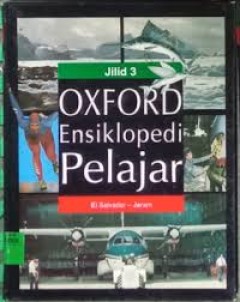 Jilid 3
OXFORD
Ensiklopedi
Pelajar
El Salvador – Jeram